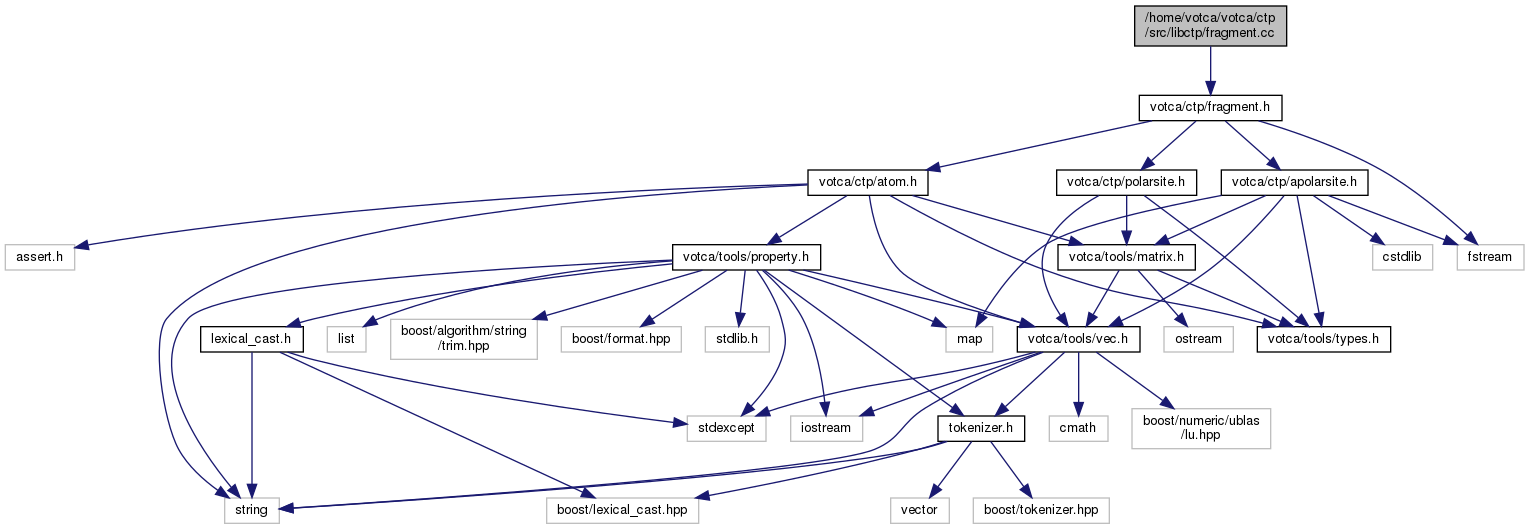 /home/votca/votca/ctp
/src/libctp/fragment.cc
votca/ctp/fragment.h
votca/ctp/atom.h
votca/ctp/polarsite.h
votca/ctp/apolarsite.h
assert.h
votca/tools/property.h
votca/tools/matrix.h
cstdlib
fstream
lexical_cast.h
list
boost/algorithm/string
/trim.hpp
boost/format.hpp
stdlib.h
map
votca/tools/vec.h
ostream
votca/tools/types.h
stdexcept
iostream
tokenizer.h
cmath
boost/numeric/ublas
/lu.hpp
string
boost/lexical_cast.hpp
vector
boost/tokenizer.hpp